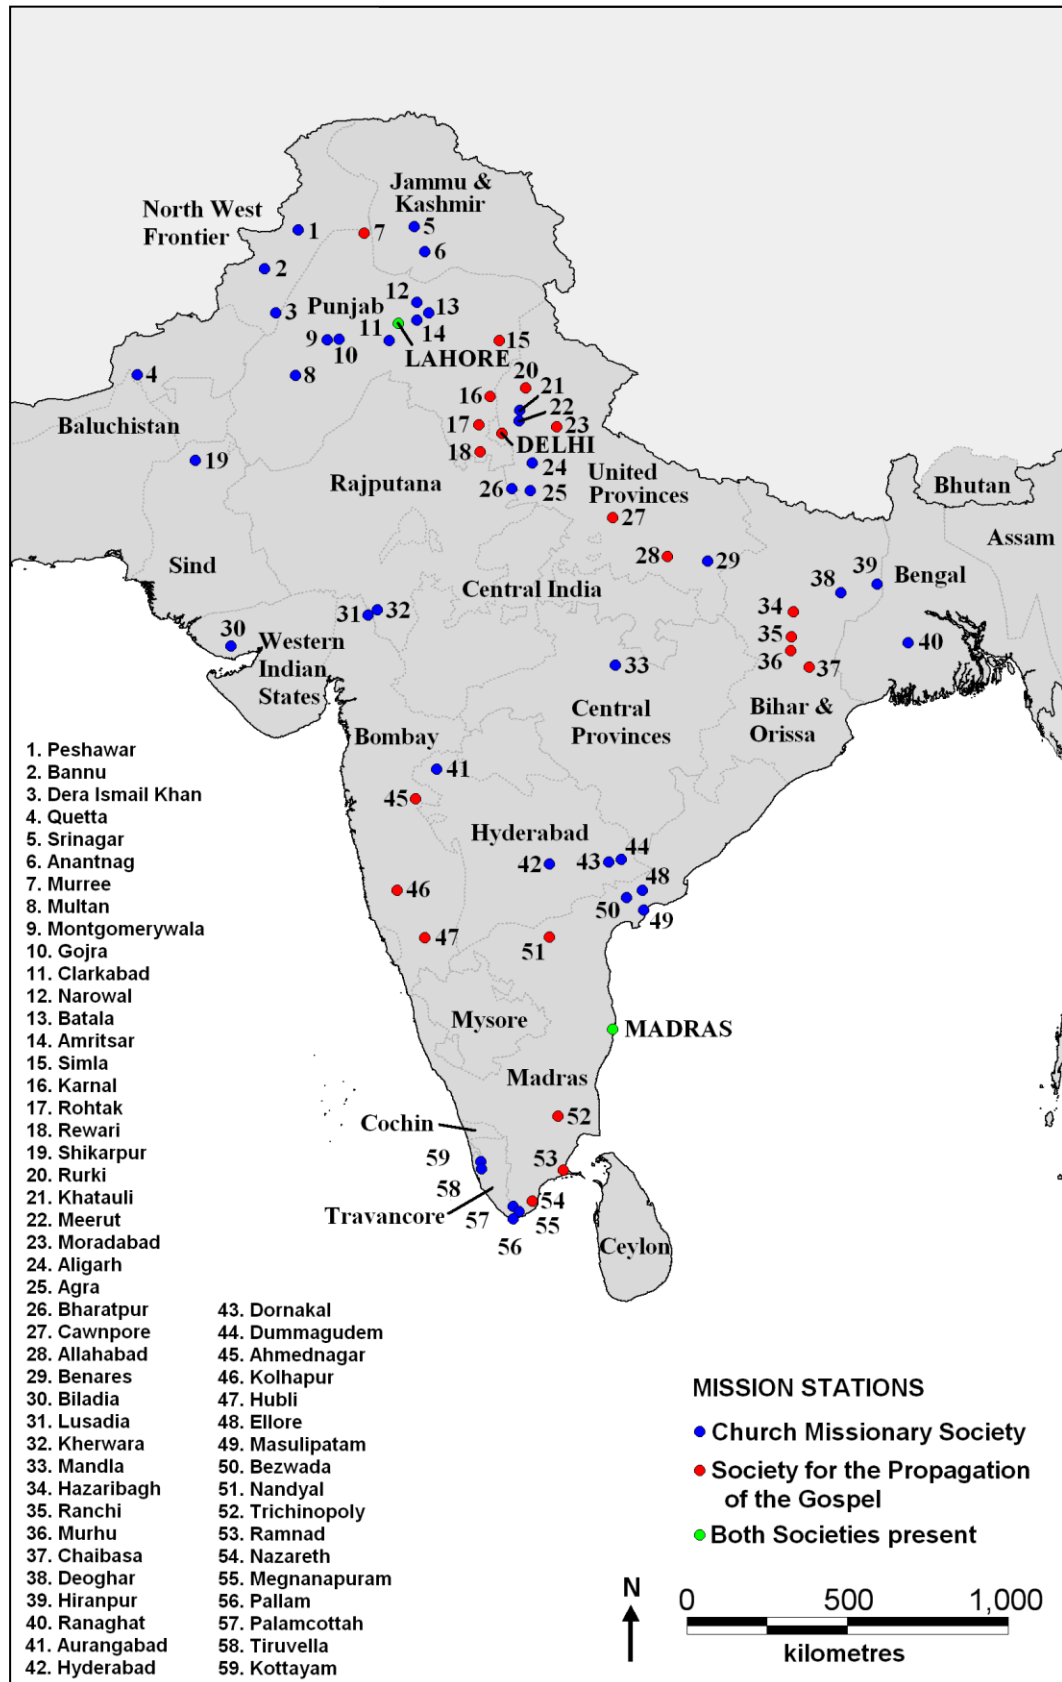 Jammu &
Kashmir
North West
Frontier
1
7
5
6
2
12
13
Punjab
3
11
14
9
10
LAHORE
15
8
4
20
21
16
22
Baluchistan
17
23
DELHI
18
19
24
United
Provinces
Rajputana
26
25
Bhutan
27
Assam
Sind
28
29
38
39
Bengal
Central India
31
32
34
30
Western
Indian
States
35
40
36
33
37
Central
Provinces
Bihar &
Orissa
Bombay
41
45
Hyderabad
44
42
43
46
48
50
49
47
51
Mysore
MADRAS
Madras
Cochin
52
59
53
58
54
Travancore
57
55
56
Ceylon
1. Peshawar
2. Bannu
3. Dera Ismail Khan
4. Quetta
5. Srinagar
6. Anantnag
7. Murree
8. Multan
9. Montgomerywala
10. Gojra
11. Clarkabad
12. Narowal
13. Batala
14. Amritsar
15. Simla
16. Karnal
17. Rohtak
18. Rewari
19. Shikarpur
20. Rurki
21. Khatauli
22. Meerut
23. Moradabad
24. Aligarh
25. Agra
26. Bharatpur
27. Cawnpore
28. Allahabad
29. Benares
30. Biladia
31. Lusadia
32. Kherwara
33. Mandla
34. Hazaribagh
35. Ranchi
36. Murhu
37. Chaibasa
38. Deoghar
39. Hiranpur
40. Ranaghat
41. Aurangabad
42. Hyderabad
43. Dornakal
44. Dummagudem
45. Ahmednagar
46. Kolhapur
47. Hubli
48. Ellore
49. Masulipatam
50. Bezwada
51. Nandyal
52. Trichinopoly
53. Ramnad
54. Nazareth
55. Megnanapuram
56. Pallam
57. Palamcottah
58. Tiruvella
59. Kottayam
MISSION STATIONS
Church Missionary Society
Society for the Propagation
of the Gospel
Both Societies present
N
0 500 1,000
kilometres